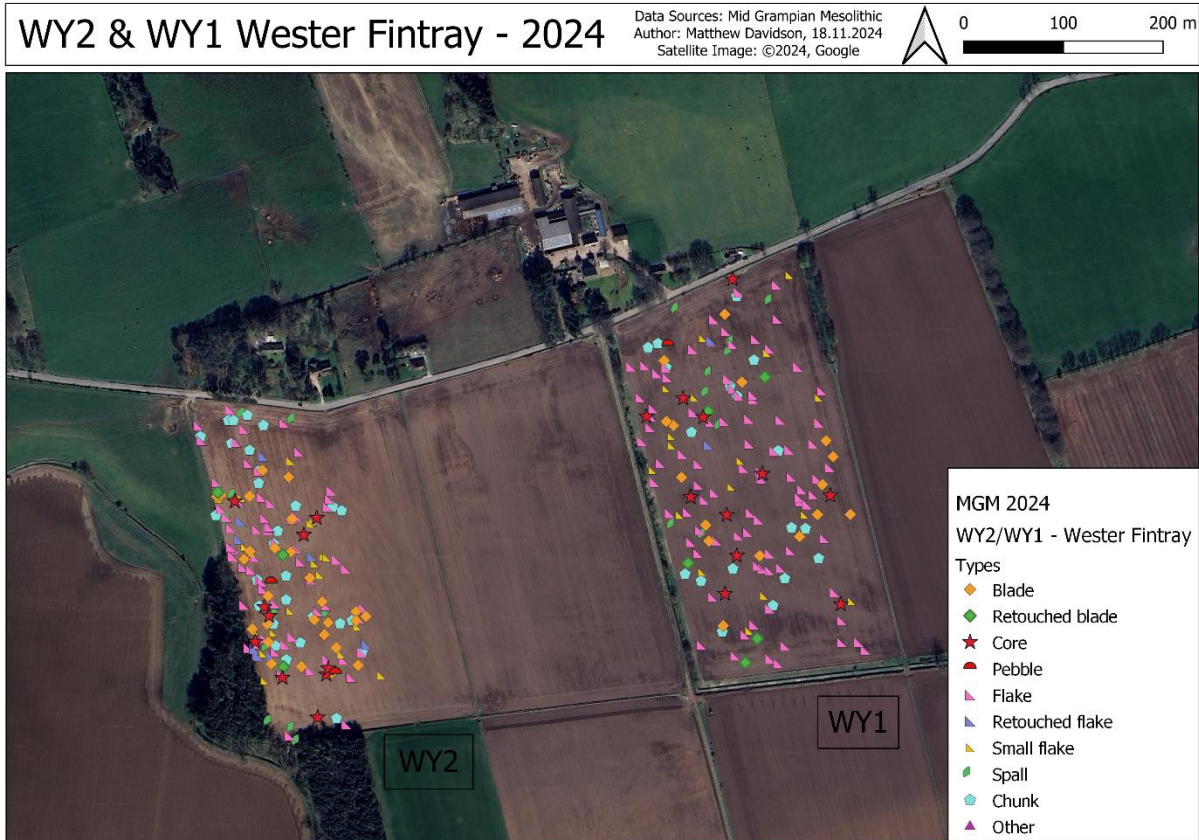 WY2 & WY1 Wester Fintray - 2024
Data Sources: Mid Grampian Mesolithic
Author: Matthew Davidson, 18.11.2024
Satellite Image: ©2024, Google
0 100 200 m
WY1
WY2
MGM 2024
WY2/WY1 - Wester Fintray
Types
Blade
Retouched blade
Core
Pebble
Flake
Retouched flake
Small flake
Spall
Chunk
Other